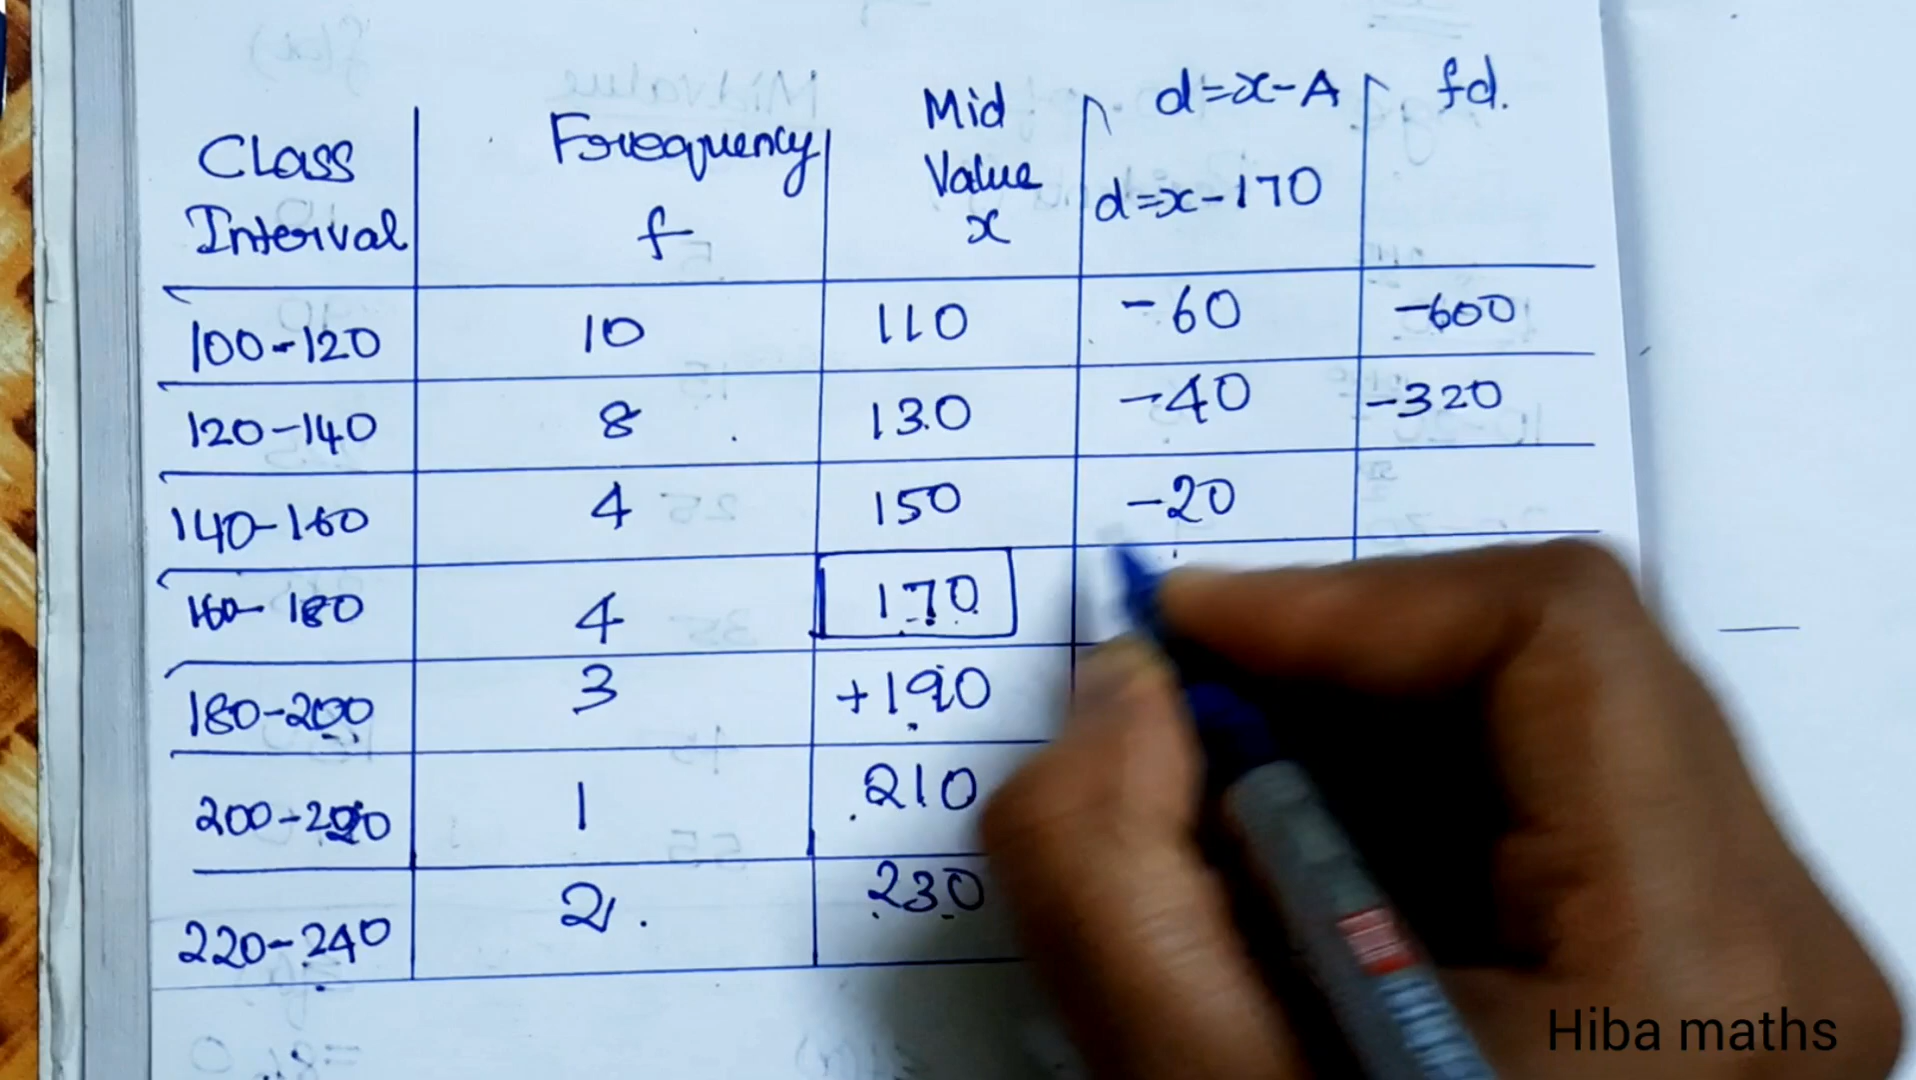 Class Interval | Frequency f | Mid Value x | d=x-A d=x-170 | fd.
100-120 | 10 | 110 | -60 | -600
120-140 | 8 | 130 | -40 | -320
140-160 | 4 | 150 | -20
160-180 | 4 | 170
180-200 | 3 | +190
200-220 | 1 | 210
220-240 | 2 | 230
Hiba maths